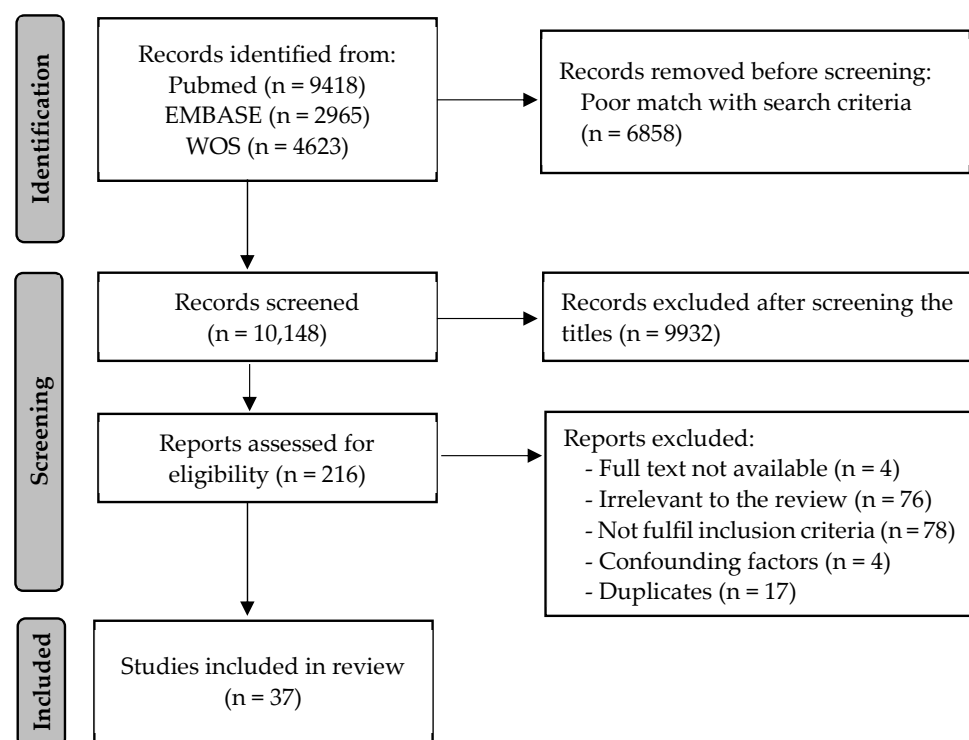 Identification
Records identified from:
Pubmed (n = 9418)
EMBASE (n = 2965)
WOS (n = 4623)
Records removed before screening:
Poor match with search criteria
(n = 6858)
Screening
Records screened
(n = 10,148)
Records excluded after screening the
titles (n = 9932)
Reports assessed for
eligibility (n = 216)
Reports excluded:
- Full text not available (n = 4)
- Irrelevant to the review (n = 76)
- Not fulfil inclusion criteria (n = 78)
- Confounding factors (n = 4)
- Duplicates (n = 17)
Included
Studies included in review
(n = 37)